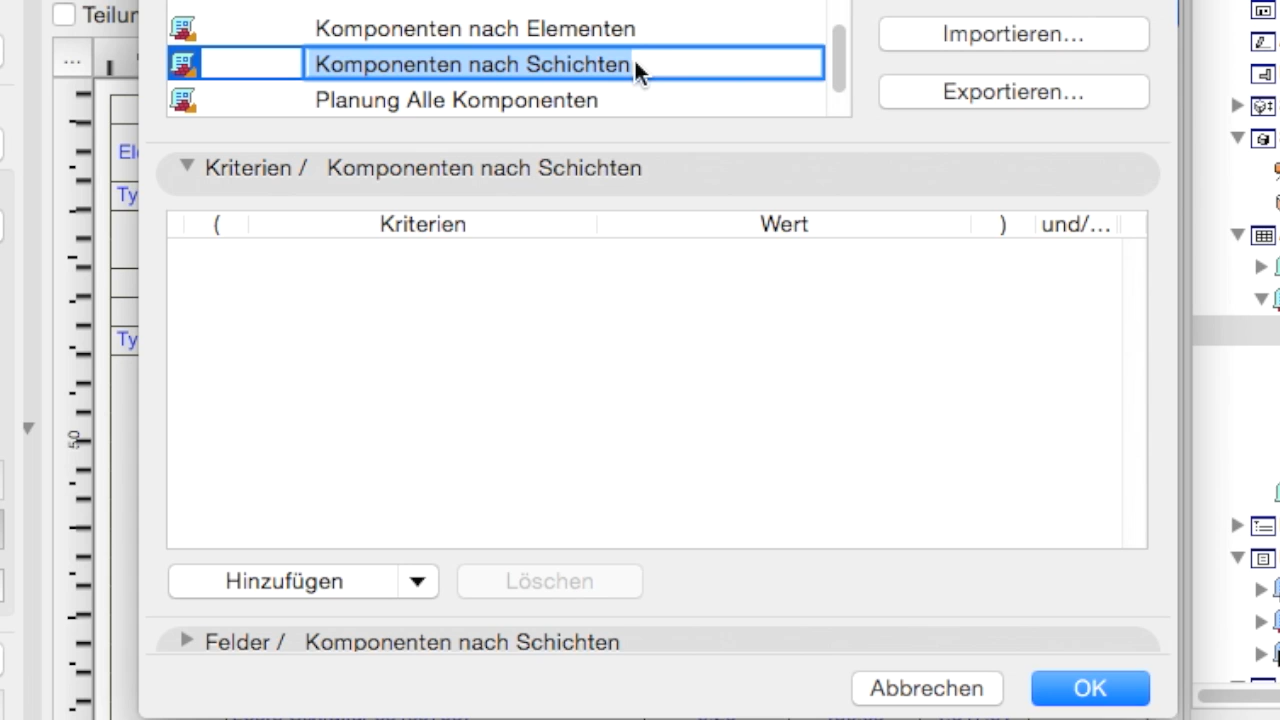 Komponenten nach Elementen
Importieren...
...
Komponenten nach Schichten
Planung Alle Komponenten
Exportieren...
Kriterien / Komponenten nach Schichten
( Kriterien Wert ) und/...
50
Hinzufügen
Löschen
Felder / Komponenten nach Schichten
Abbrechen
OK